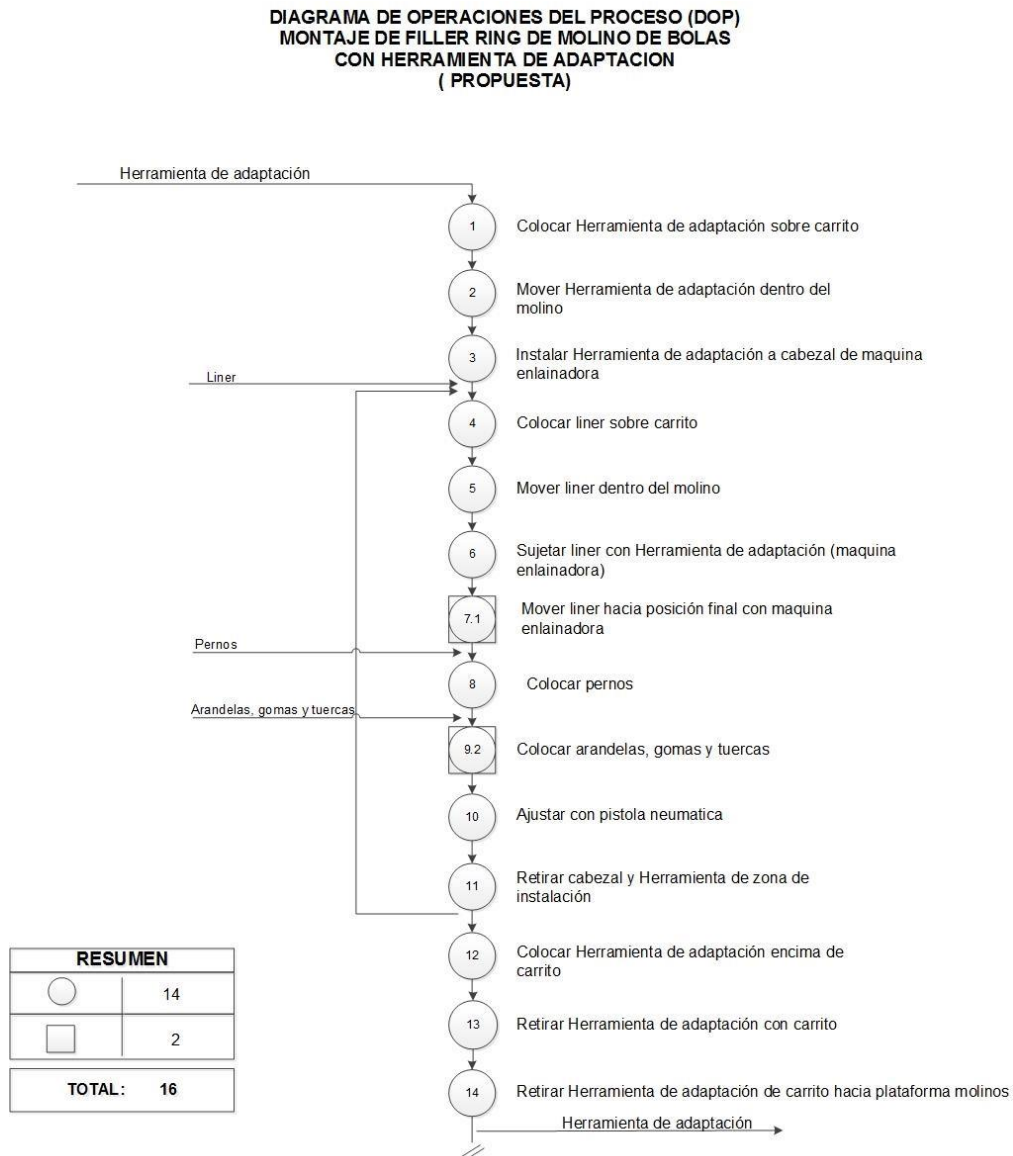 DIAGRAMA DE OPERACIONES DEL PROCESO (DOP)
MONTAJE DE FILLER RING DE MOLINO DE BOLAS
CON HERRAMIENTA DE ADAPTACION
( PROPUESTA)
Herramienta de adaptación
1
Colocar Herramienta de adaptación sobre carrito
2
Mover Herramienta de adaptación dentro del
molino
3
Instalar Herramienta de adaptación a cabezal de maquina
enlainadora
Liner
4
Colocar liner sobre carrito
5
Mover liner dentro del molino
6
Sujetar liner con Herramienta de adaptación (maquina
enlainadora)
7.1
Mover liner hacia posición final con maquina
enlainadora
Pernos
8
Colocar pernos
Arandelas, gomas y tuercas
9.2
Colocar arandelas, gomas y tuercas
10
Ajustar con pistola neumatica
11
Retirar cabezal y Herramienta de zona de
instalación
12
Colocar Herramienta de adaptación encima de
carrito
13
Retirar Herramienta de adaptación con carrito
14
Retirar Herramienta de adaptación de carrito hacia plataforma molinos
Herramienta de adaptación
RESUMEN
14
2
TOTAL: 16